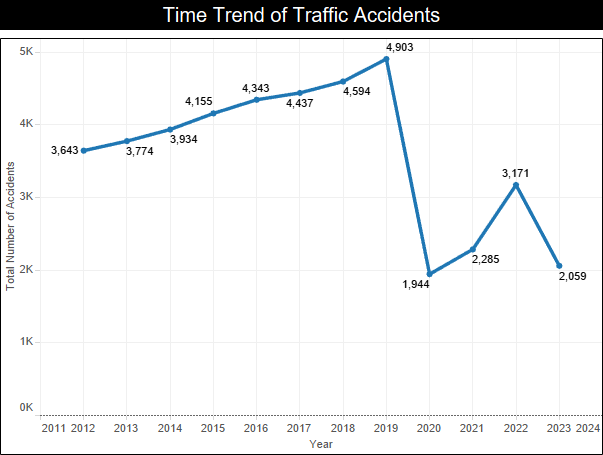 Time Trend of Traffic Accidents
5K
4K
3K
2K
1K
0K
Total Number of Accidents
3,643
3,774
3,934
4,155
4,343
4,437
4,594
4,903
1,944
2,285
3,171
2,059
2011 2012 2013 2014 2015 2016 2017 2018 2019 2020 2021 2022 2023 2024
Year